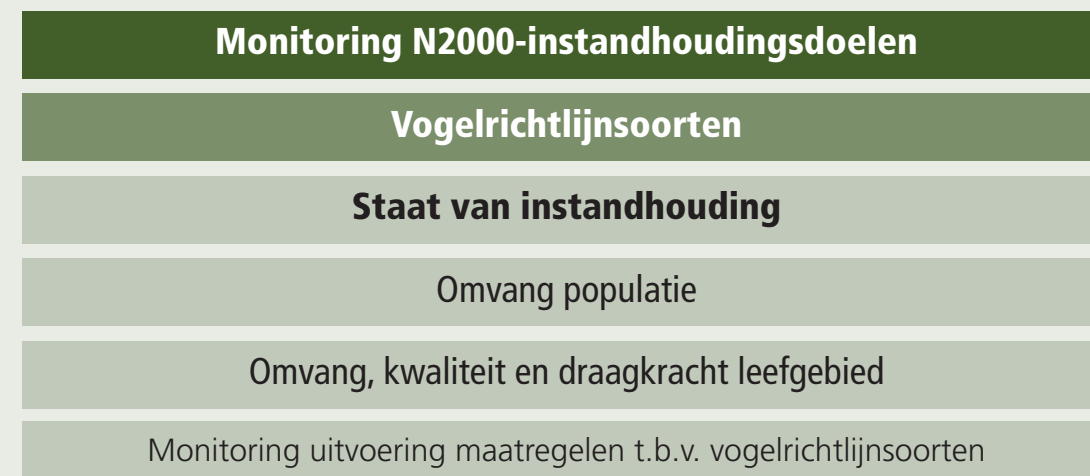 Monitoring N2000-instandhoudingsdoelen
Vogelrichtlijnsoorten
Staat van instandhouding
Omvang populatie
Omvang, kwaliteit en draagkracht leefgebied
Monitoring uitvoering maatregelen t.b.v. vogelrichtlijnsoorten